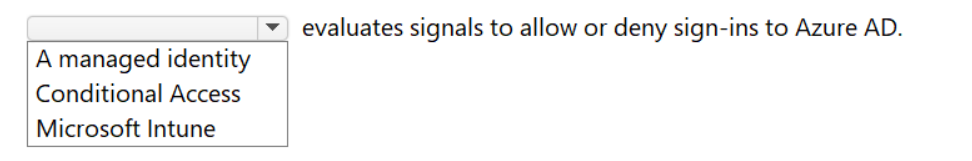 evaluates signals to allow or deny sign-ins to Azure AD.
A managed identity
Conditional Access
Microsoft Intune